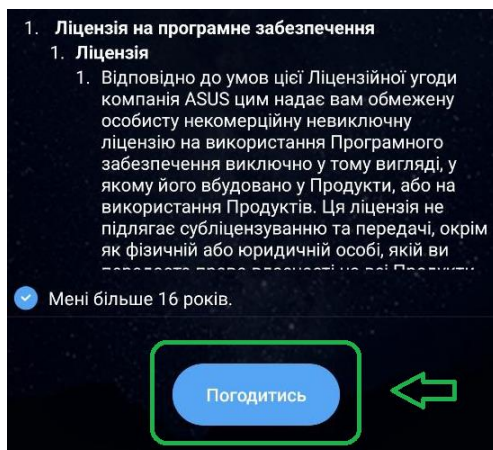 1. Ліцензія на програмне забезпечення
1. Ліцензія
1. Відповідно до умов цієї Ліцензійної угоди
компанія ASUS цим надає вам обмежену
особисту некомерційну невиключну
ліцензію на використання Програмного
забезпечення виключно у тому вигляді, у
якому його вбудовано у Продукти, або на
використання Продуктів. Ця ліцензія не
підлягає субліцензуванню та передачі, окрім
як фізичній або юридичній особі, якій ви
Мені більше 16 років.
Погодитись